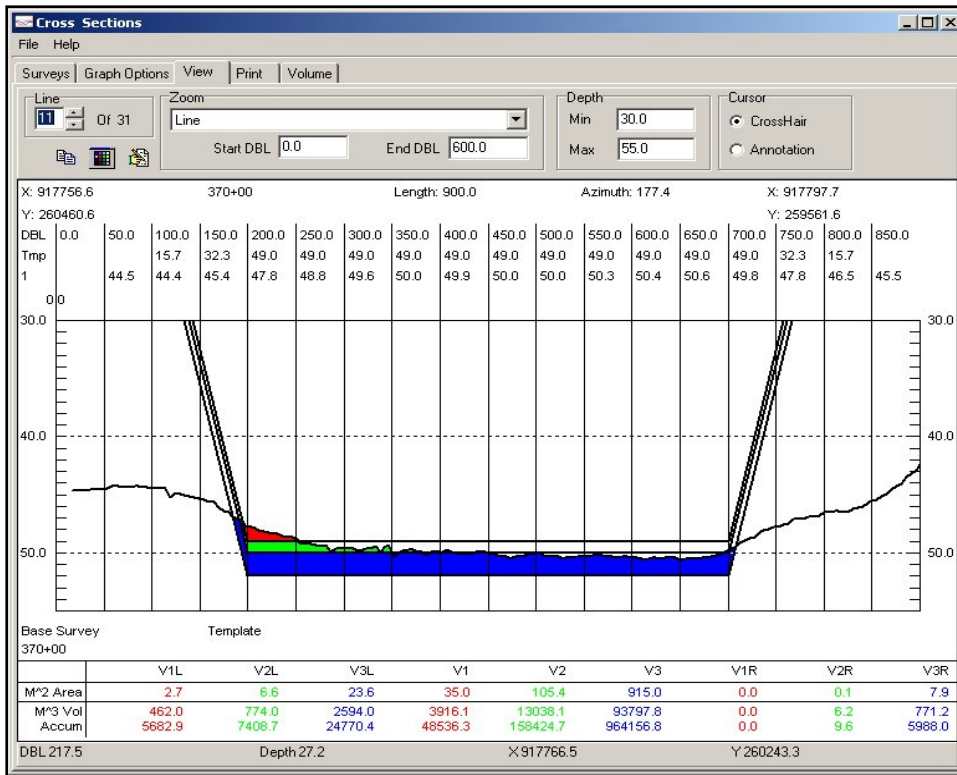 Cross Sections
File Help
Surveys Graph Options View Print Volume
Line Zoom Depth Cursor
11 Of 31 Line Min 30.0 CrossHair
Start DBL 0.0 End DBL 600.0 Max 55.0 Annotation
X: 917756.6 370+00 Length: 900.0 Azimuth: 177.4 X: 917797.7
Y: 260460.6 Y: 259561.6
DBL 0.0 50.0 100.0 150.0 200.0 250.0 300.0 350.0 400.0 450.0 500.0 550.0 600.0 650.0 700.0 750.0 800.0 850.0
Tmp 15.7 32.3 49.0 49.0 49.0 49.0 49.0 49.0 49.0 49.0 49.0 49.0 49.0 32.3 15.7
1 44.5 44.4 45.4 47.8 48.8 49.6 50.0 49.9 50.0 50.0 50.3 50.4 50.6 49.8 47.8 46.5 45.5
0.0
30.0 30.0
40.0 40.0
50.0 50.0
Base Survey Template
370+00
V1L V2L V3L V1 V2 V3 V1R V2R V3R
M^2 Area 2.7 6.6 23.6 35.0 105.4 915.0 0.0 0.1 7.9
M^3 Vol 462.0 774.0 2594.0 3916.1 13038.1 93797.8 0.0 6.2 771.2
Accum 5682.9 7408.7 24770.4 48536.3 158424.7 964156.8 0.0 9.6 5988.0
DBL 217.5 Depth 27.2 X 917766.5 Y 260243.3